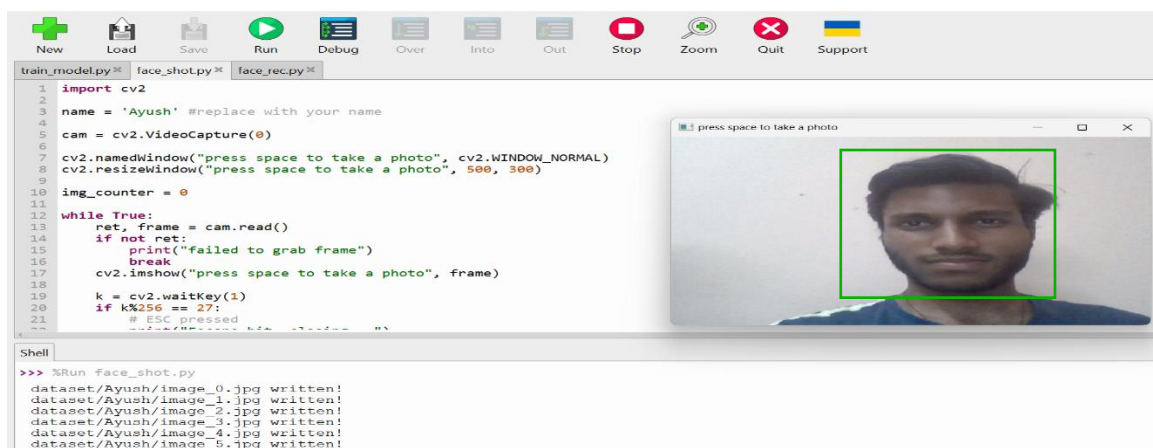 New Load Save Run Debug Over Into Out Stop Zoom Quit Support
train_model.py face_shot.py face_rec.py
1 import cv2
2
3 name = 'Ayush' #replace with your name
4
5 cam = cv2.VideoCapture(0)
6
7 cv2.namedWindow("press space to take a photo", cv2.WINDOW_NORMAL)
8 cv2.resizeWindow("press space to take a photo", 500, 300)
9
10 img_counter = 0
11
12 while True:
13 ret, frame = cam.read()
14 if not ret:
15 print("failed to grab frame")
16 break
17 cv2.imshow("press space to take a photo", frame)
18
19 k = cv2.waitKey(1)
20 if k%256 == 27:
21 # ESC pressed
press space to take a photo
Shell
>>> %Run face_shot.py
dataset/Ayush/image_0.jpg written!
dataset/Ayush/image_1.jpg written!
dataset/Ayush/image_2.jpg written!
dataset/Ayush/image_3.jpg written!
dataset/Ayush/image_4.jpg written!
dataset/Ayush/image_5.jpg written!